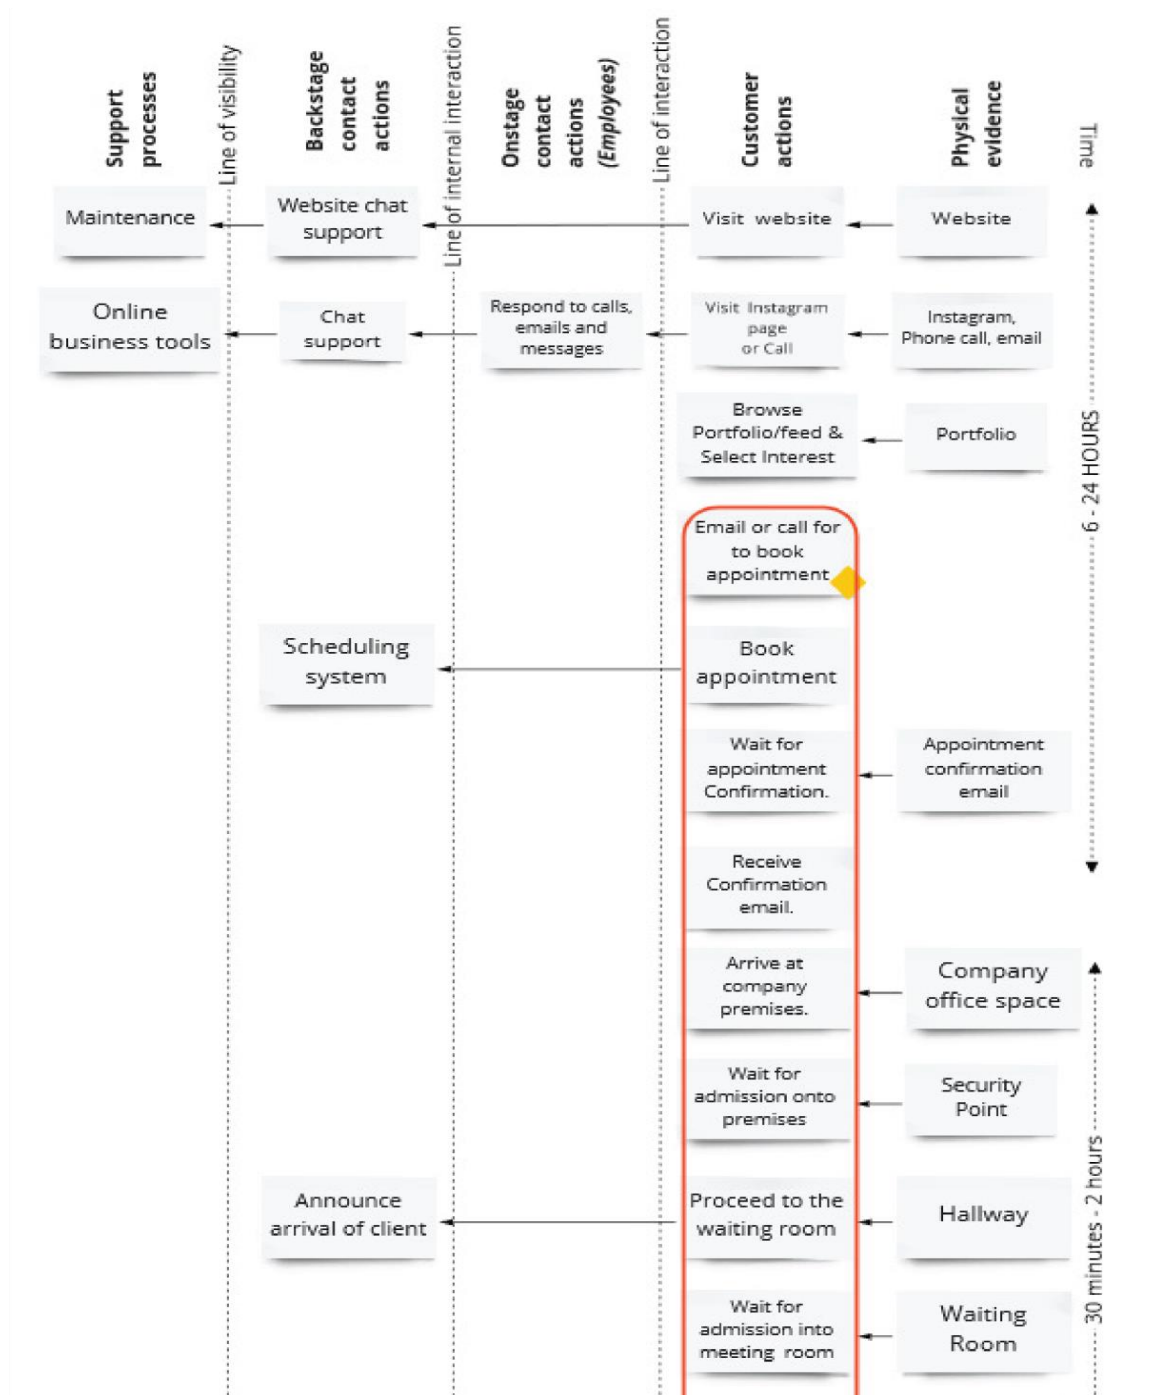 Support
processes
Line of visibility
Backstage
contact
actions
Line of internal interaction
Onstage
contact
actions
(Employees)
Line of interaction
Customer
actions
Physical
evidence
Time
Maintenance
Website chat
support
Visit website
Website
Online
business tools
Chat
support
Respond to calls,
emails and
messages
Visit Instagram
page
or Call
Instagram,
Phone call, email
Browse
Portfolio/feed &
Select Interest
Portfolio
6 - 24 HOURS
Email or call for
to book
appointment
Scheduling
system
Book
appointment
Wait for
appointment
Confirmation.
Appointment
confirmation
email
Receive
Confirmation
email.
Arrive at
company
premises.
Company
office space
Wait for
admission onto
premises
Security
Point
Announce
arrival of client
Proceed to the
waiting room
Hallway
30 minutes - 2 hours
Wait for
admission into
meeting room
Waiting
Room